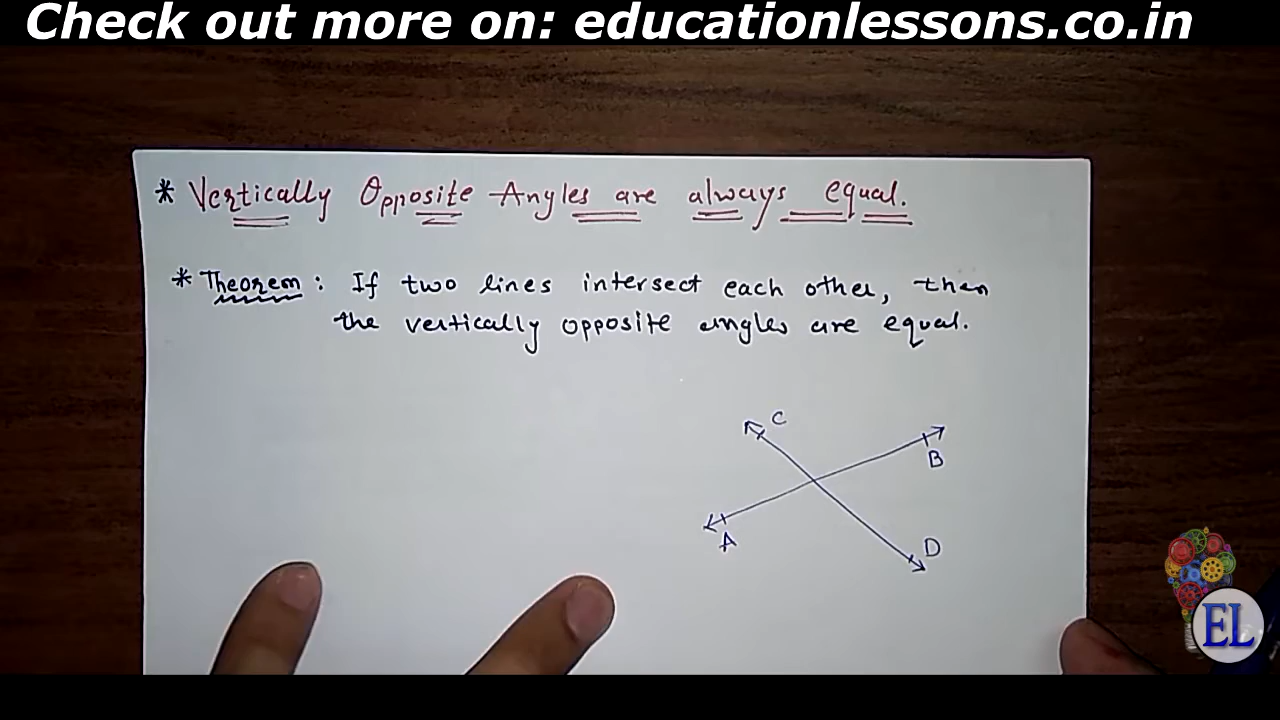 Check out more on: educationlessons.co.in
* Vertically Opposite Angles are always equal.
* Theorem : If two lines intersect each other, then
the vertically opposite angles are equal.
C
B
A
D
EL